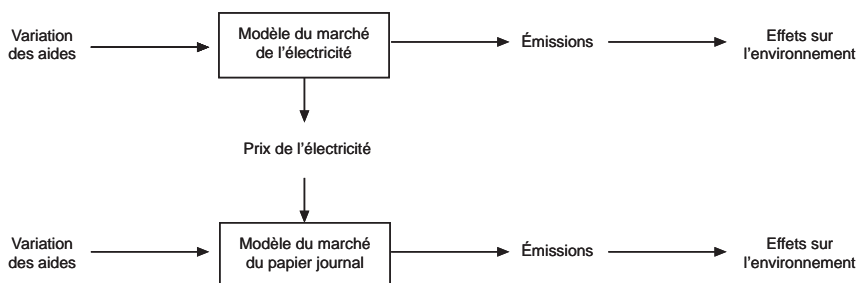 Variation
des aides
Modèle du marché
de l’électricité
Émissions
Effets sur
l’environnement
Prix de l’électricité
Variation
des aides
Modèle du marché
du papier journal
Émissions
Effets sur
l’environnement